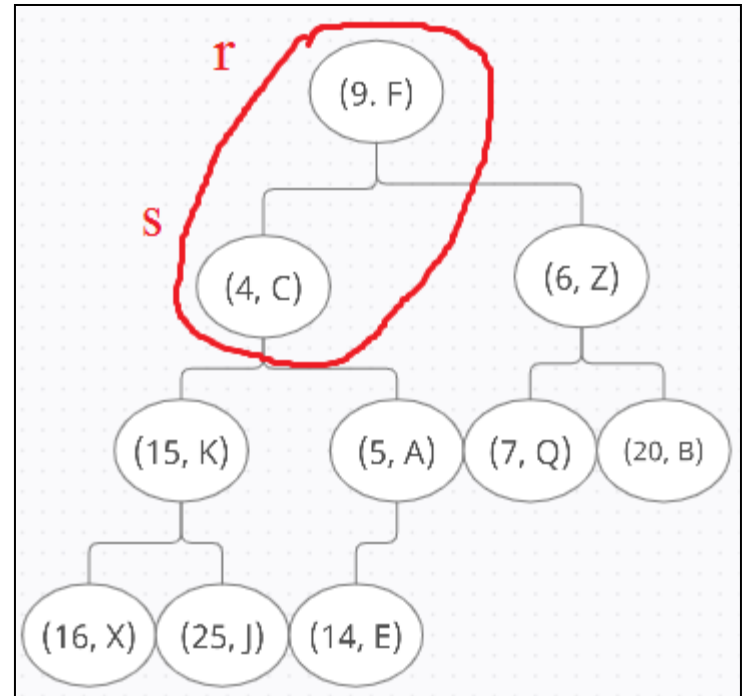 r
(9. F)
s
(4, C)
(6, Z)
(15, K) (5, A) (7, Q) (20, B)
(16, X) (25, J) (14, E)